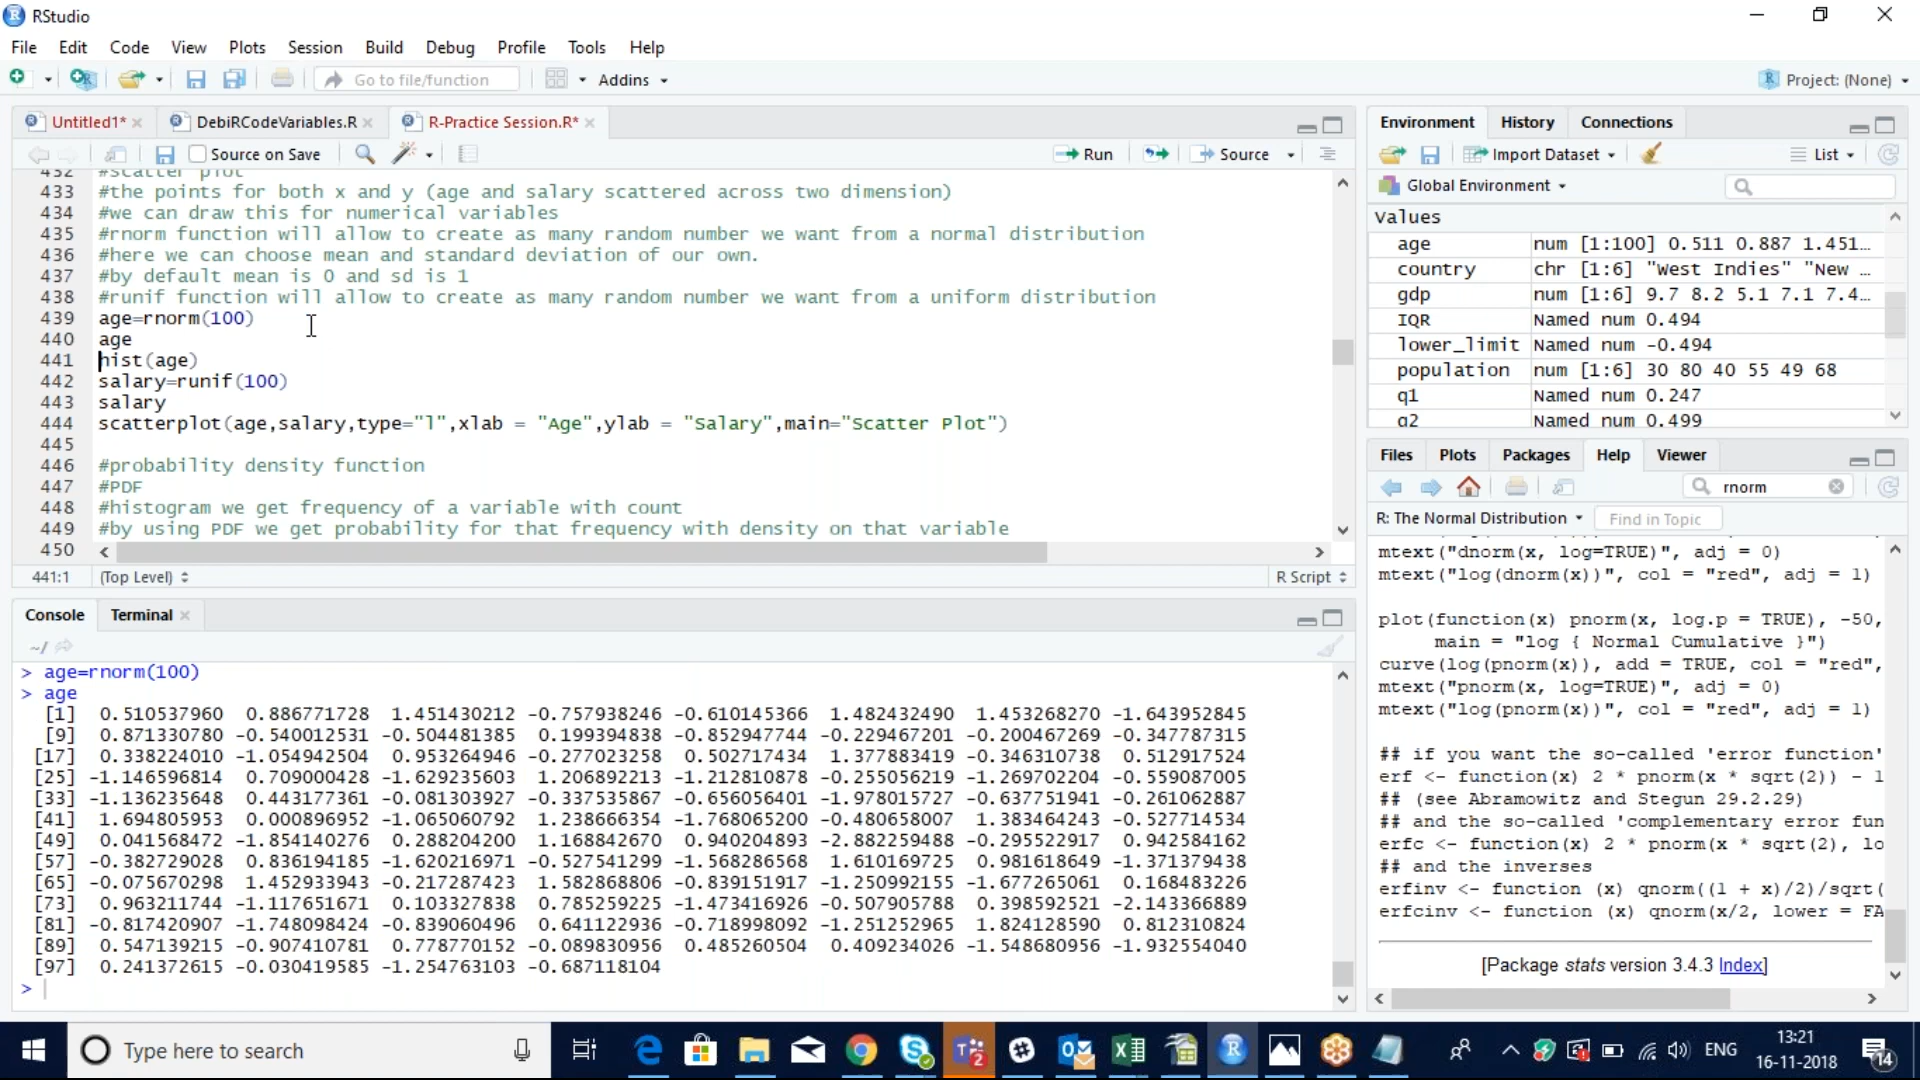 RStudio
File Edit Code View Plots Session Build Debug Profile Tools Help
Go to file/function Addins Project: (None)
Untitled1* DebiRCodeVariables.R R-Practice Session.R*
Source on Save Run Source
432 #scatter plot
433 #the points for both x and y (age and salary scattered across two dimension)
434 #we can draw this for numerical variables
435 #rnorm function will allow to create as many random number we want from a normal distribution
436 #here we can choose mean and standard deviation of our own.
437 #by default mean is 0 and sd is 1
438 #runif function will allow to create as many random number we want from a uniform distribution
439 age=rnorm(100)
440 age
441 hist(age)
442 salary=runif(100)
443 salary
444 scatterplot(age,salary,type="l",xlab = "Age",ylab = "Salary",main="Scatter Plot")
445
446 #probability density function
447 #PDF
448 #histogram we get frequency of a variable with count
449 #by using PDF we get probability for that frequency with density on that variable
450
441:1 (Top Level) R Script
Console Terminal
~/
> age=rnorm(100)
> age
[1] 0.510537960 0.886771728 1.451430212 -0.757938246 -0.610145366 1.482432490 1.453268270 -1.643952845
[9] 0.871330780 -0.540012531 -0.504481385 0.199394838 -0.852947744 -0.229467201 -0.200467269 -0.347787315
[17] 0.338224010 -1.054942504 0.953264946 -0.277023258 0.502717434 1.377883419 -0.346310738 0.512917524
[25] -1.146596814 0.709000428 -1.629235603 1.206892213 -1.212810878 -0.255056219 -1.269702204 -0.559087005
[33] -1.136235648 0.443177361 -0.081303927 -0.337535867 -0.656056401 -1.978015727 -0.637751941 -0.261062887
[41] 1.694805953 0.000896952 -1.065060792 1.238666354 -1.768065200 -0.480658007 1.383464243 -0.527714534
[49] 0.041568472 -1.854140276 0.288204200 1.168842670 0.940204893 -2.882259488 -0.295522917 0.942584162
[57] -0.382729028 0.836194185 -1.620216971 -0.527541299 -1.568286568 1.610169725 0.981618649 -1.371379438
[65] -0.075670298 1.452933943 -0.217287423 1.582868806 -0.839151917 -1.250992155 -1.677265061 0.168483226
[73] 0.963211744 -1.117651671 0.103327838 0.785259225 -1.473416926 -0.507905788 0.398592521 -2.143366889
[81] -0.817420907 -1.748098424 -0.839060496 0.641122936 -0.718998092 -1.251252965 1.824128590 0.812310824
[89] 0.547139215 -0.907410781 0.778770152 -0.089830956 0.485260504 0.409234026 -1.548680956 -1.932554040
[97] 0.241372615 -0.030419585 -1.254763103 -0.687118104
>
Environment History Connections
Import Dataset List
Global Environment
Values
age num [1:100] 0.511 0.887 1.451...
country chr [1:6] "West Indies" "New ...
gdp num [1:6] 9.7 8.2 5.1 7.1 7.4...
IQR Named num 0.494
lower_limit Named num -0.494
population num [1:6] 30 80 40 55 49 68
q1 Named num 0.247
q2 Named num 0.499
Files Plots Packages Help Viewer
rnorm
R: The Normal Distribution Find in Topic
mtext("dnorm(x, log=TRUE)", adj = 0)
mtext("log(dnorm(x))", col = "red", adj = 1)
plot(function(x) pnorm(x, log.p = TRUE), -50,
main = "log { Normal Cumulative }")
curve(log(pnorm(x)), add = TRUE, col = "red",
mtext("pnorm(x, log=TRUE)", adj = 0)
mtext("log(pnorm(x))", col = "red", adj = 1)
## if you want the so-called 'error function'
erf <- function(x) 2 * pnorm(x * sqrt(2)) - 1
## (see Abramowitz and Stegun 29.2.29)
## and the so-called 'complementary error fun
erfc <- function(x) 2 * pnorm(x * sqrt(2), lo
## and the inverses
erfinv <- function (x) qnorm((1 + x)/2)/sqrt(
erfcinv <- function (x) qnorm(x/2, lower = FA
[Package stats version 3.4.3 Index]
Type here to search ENG 13:21
16-11-2018 14